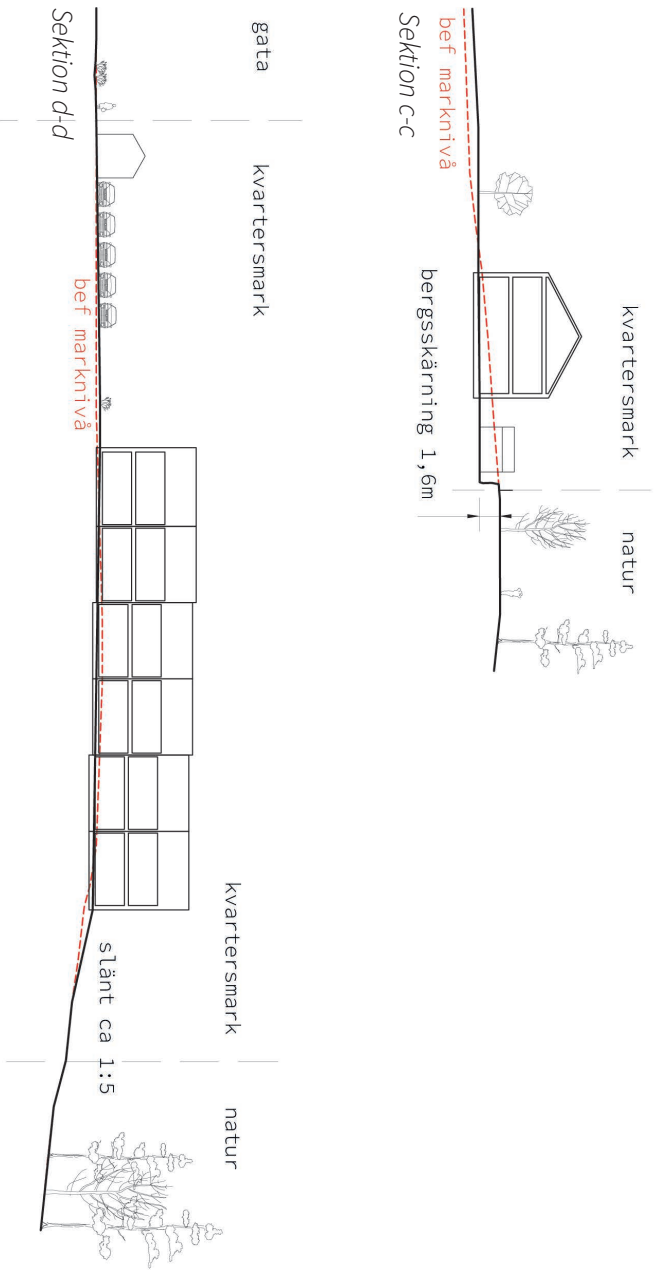 kvartersmark
natur
bergsskärning 1,6m
bef marknivå
Sektion c-c
gata
kvartersmark
kvartersmark
natur
bef marknivå
slänt ca 1:5
Sektion d-d